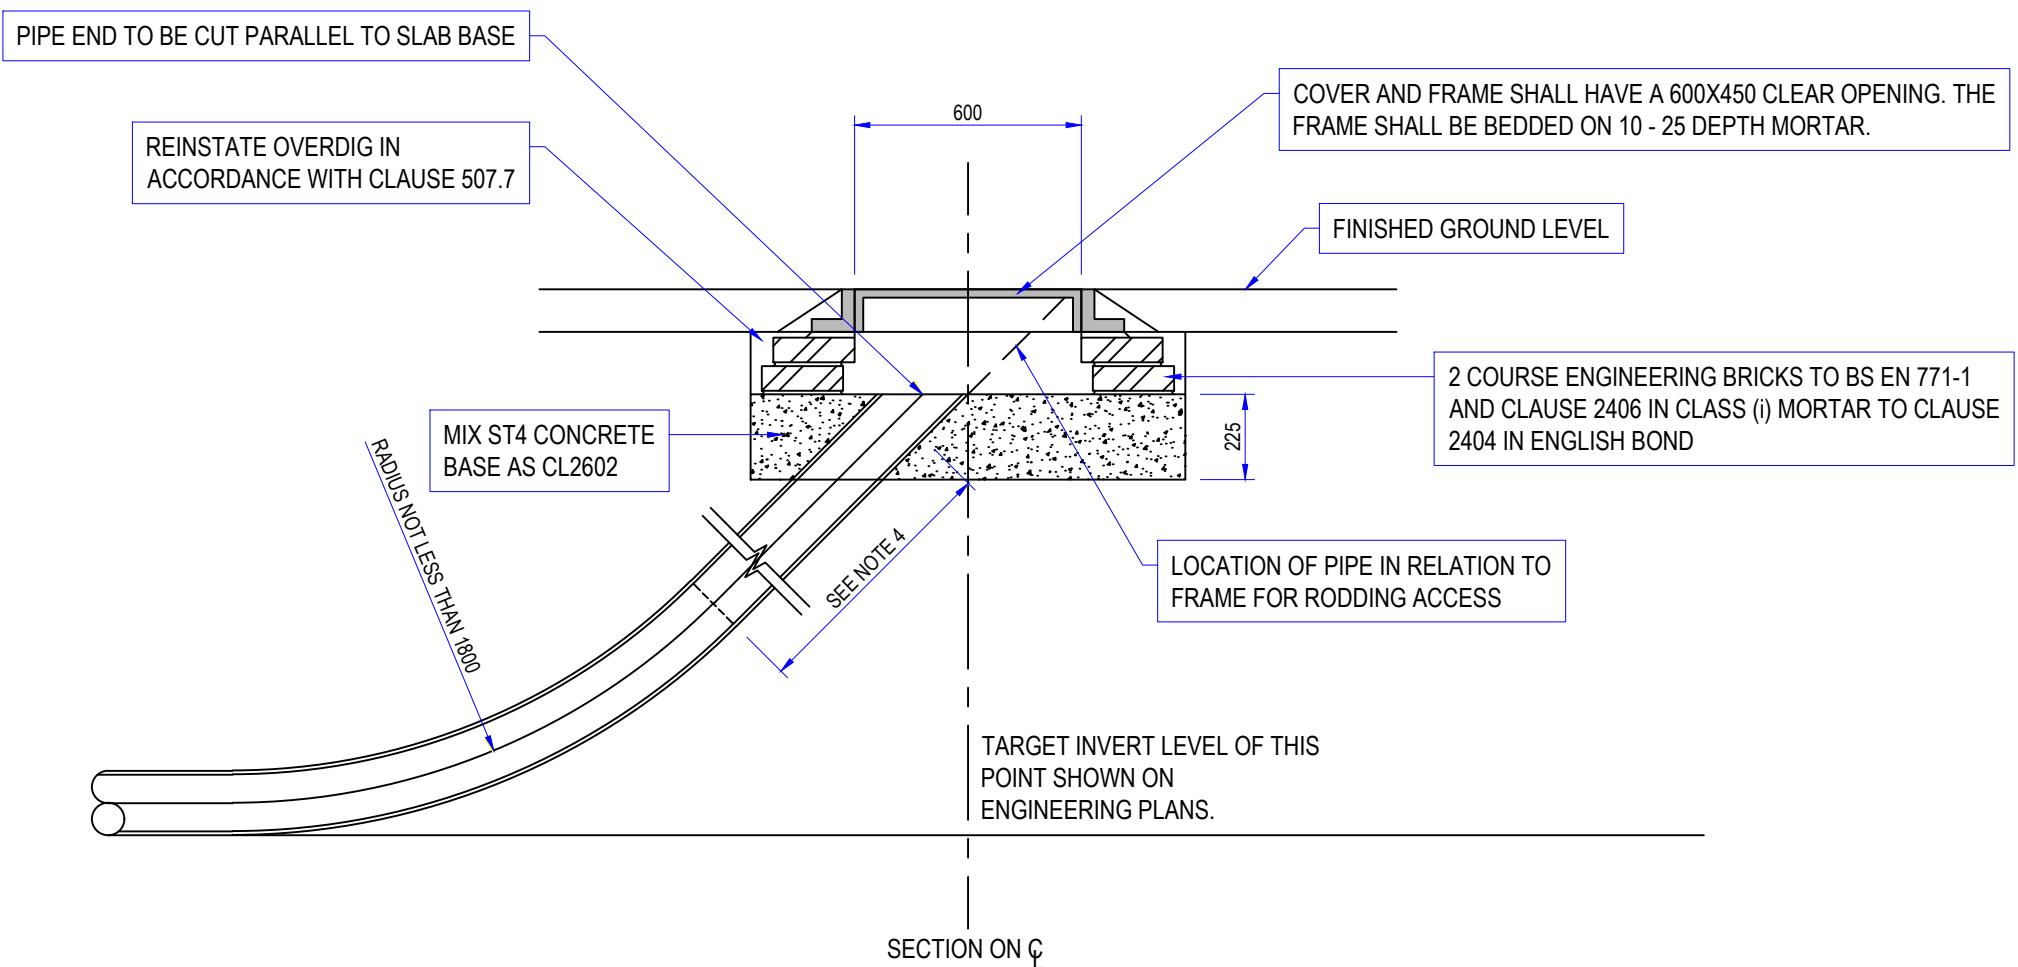 PIPE END TO BE CUT PARALLEL TO SLAB BASE
COVER AND FRAME SHALL HAVE A 600X450 CLEAR OPENING. THE
FRAME SHALL BE BEDDED ON 10 - 25 DEPTH MORTAR.
600
REINSTATE OVERDIG IN
ACCORDANCE WITH CLAUSE 507.7
FINISHED GROUND LEVEL
2 COURSE ENGINEERING BRICKS TO BS EN 771-1
AND CLAUSE 2406 IN CLASS (i) MORTAR TO CLAUSE
2404 IN ENGLISH BOND
225
MIX ST4 CONCRETE
BASE AS CL2602
RADIUS NOT LESS THAN 1800
SEE NOTE 4
LOCATION OF PIPE IN RELATION TO
FRAME FOR RODDING ACCESS
TARGET INVERT LEVEL OF THIS
POINT SHOWN ON
ENGINEERING PLANS.
SECTION ON ℄